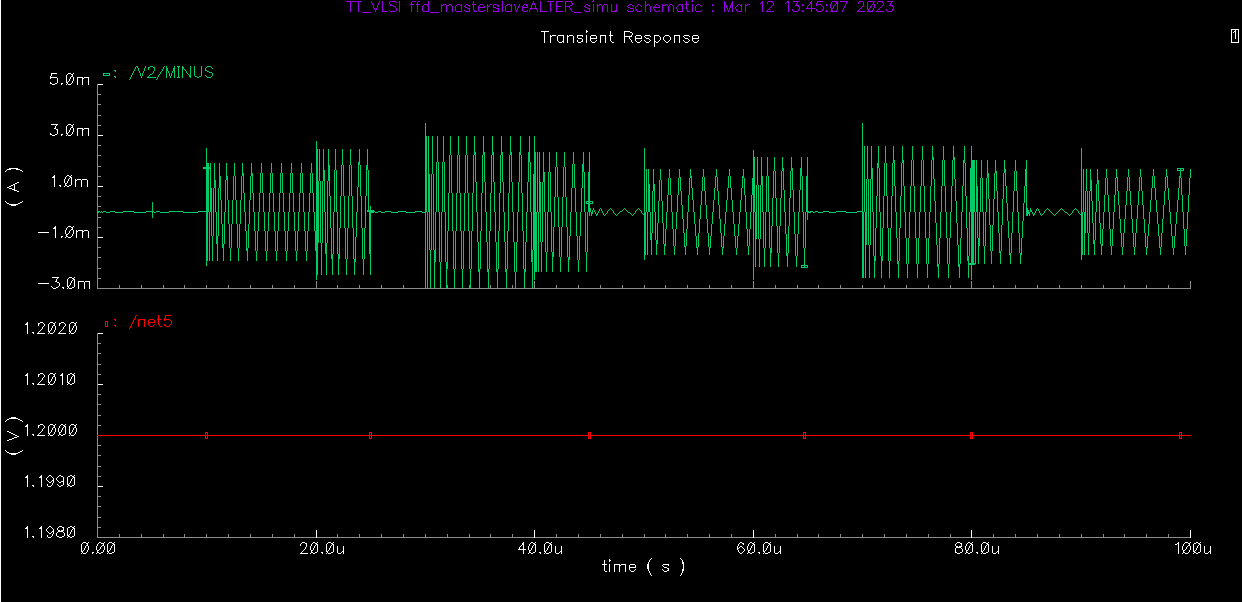 TT_VLSI ffd_masterslaveALTER_simu schematic : Mar 12 13:45:07 2023
Transient Response
1
: /V2/MINUS
5.0m
3.0m
1.0m
-1.0m
-3.0m
( A )
: /net5
1.2020
1.2010
1.2000
1.1990
1.1980
( V )
0.00 20.0u 40.0u 60.0u 80.0u 100u
time ( s )